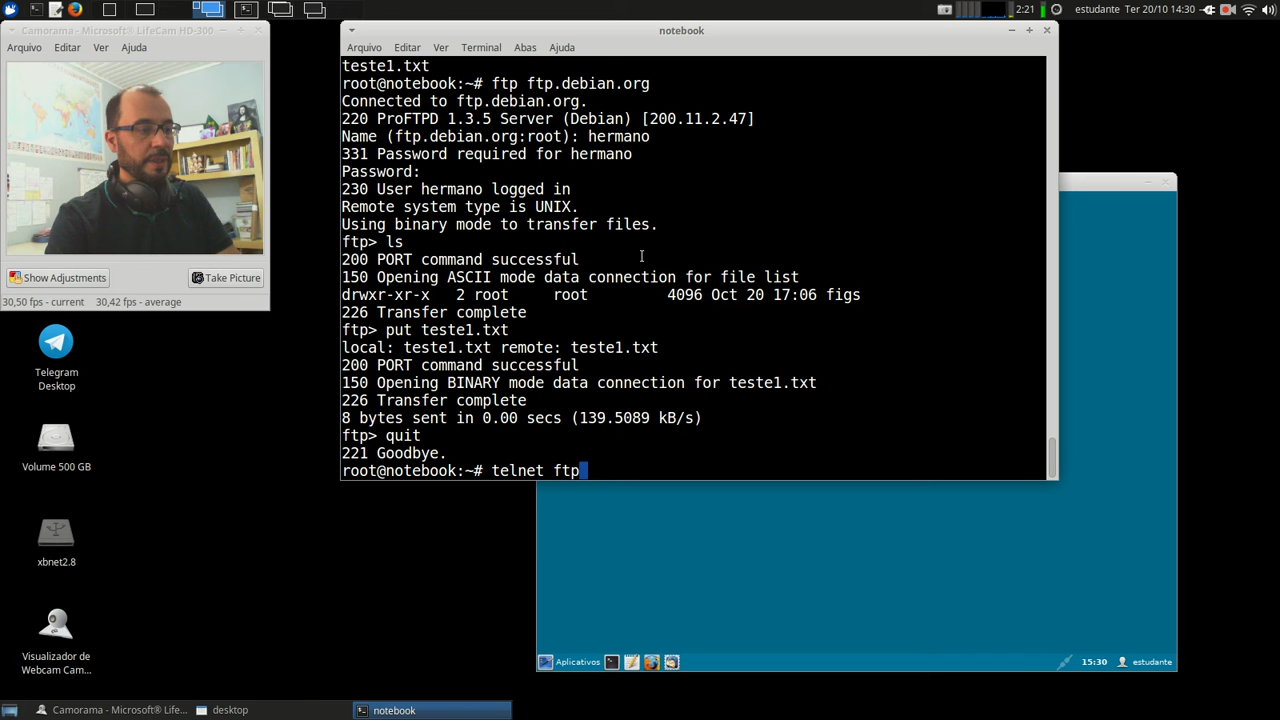 2:21 estudante Ter 20/10 14:30
Camorama - Microsoft® LifeCam HD-300
Arquivo Editar Ver Ajuda
Show Adjustments Take Picture
30,50 fps - current 30,42 fps - average
Telegram
Desktop
Volume 500 GB
xbnet2.8
Visualizador de
Webcam Cam...
notebook
Arquivo Editar Ver Terminal Abas Ajuda
teste1.txt
root@notebook:~# ftp ftp.debian.org
Connected to ftp.debian.org.
220 ProFTPD 1.3.5 Server (Debian) [200.11.2.47]
Name (ftp.debian.org:root): hermano
331 Password required for hermano
Password:
230 User hermano logged in
Remote system type is UNIX.
Using binary mode to transfer files.
ftp> ls
200 PORT command successful
150 Opening ASCII mode data connection for file list
drwxr-xr-x   2 root     root         4096 Oct 20 17:06 figs
226 Transfer complete
ftp> put teste1.txt
local: teste1.txt remote: teste1.txt
200 PORT command successful
150 Opening BINARY mode data connection for teste1.txt
226 Transfer complete
8 bytes sent in 0.00 secs (139.5089 kB/s)
ftp> quit
221 Goodbye.
root@notebook:~# telnet ftp
Aplicativos 15:30 estudante
Camorama - Microsoft® LifeC... desktop notebook